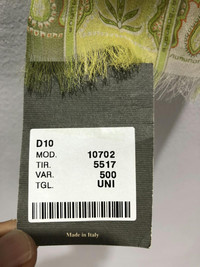 D10
MOD. 10702
TIR. 5517
VAR. 500
TGL. UNI
Made in Italy